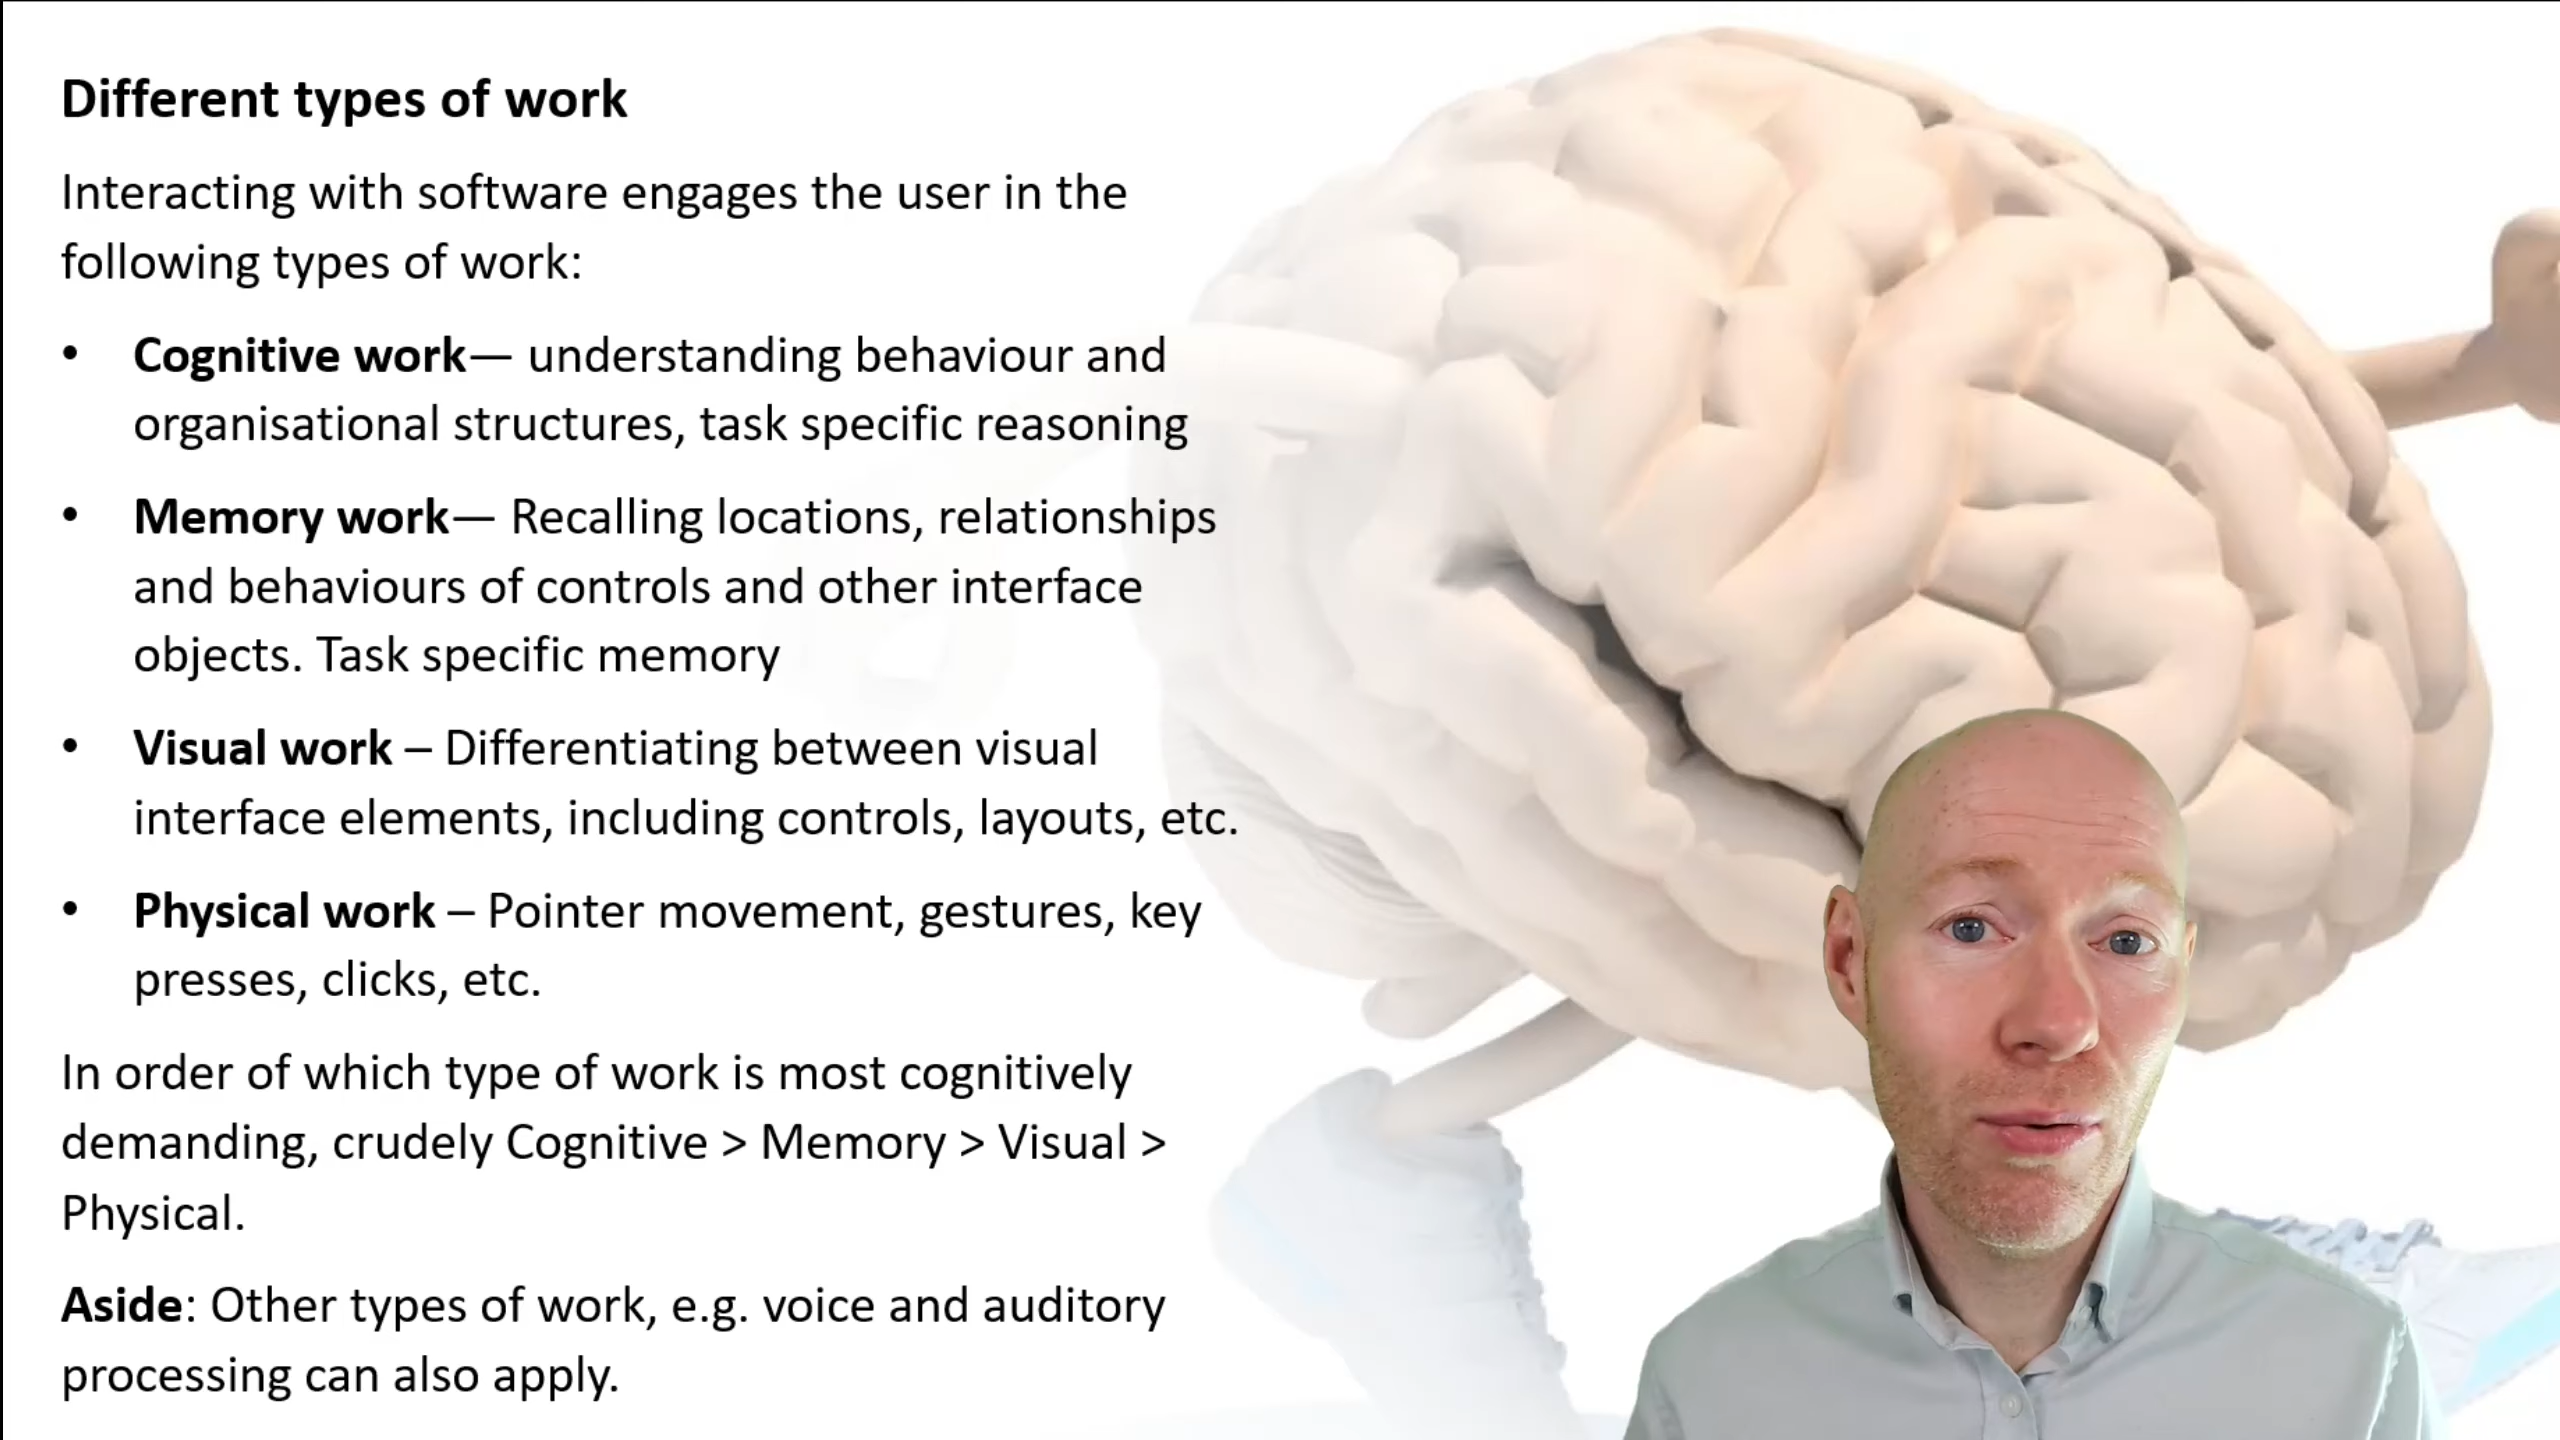 Different types of work
Interacting with software engages the user in the
following types of work:
• Cognitive work— understanding behaviour and
organisational structures, task specific reasoning
• Memory work— Recalling locations, relationships
and behaviours of controls and other interface
objects. Task specific memory
• Visual work – Differentiating between visual
interface elements, including controls, layouts, etc.
• Physical work – Pointer movement, gestures, key
presses, clicks, etc.
In order of which type of work is most cognitively
demanding, crudely Cognitive > Memory > Visual >
Physical.
Aside: Other types of work, e.g. voice and auditory
processing can also apply.